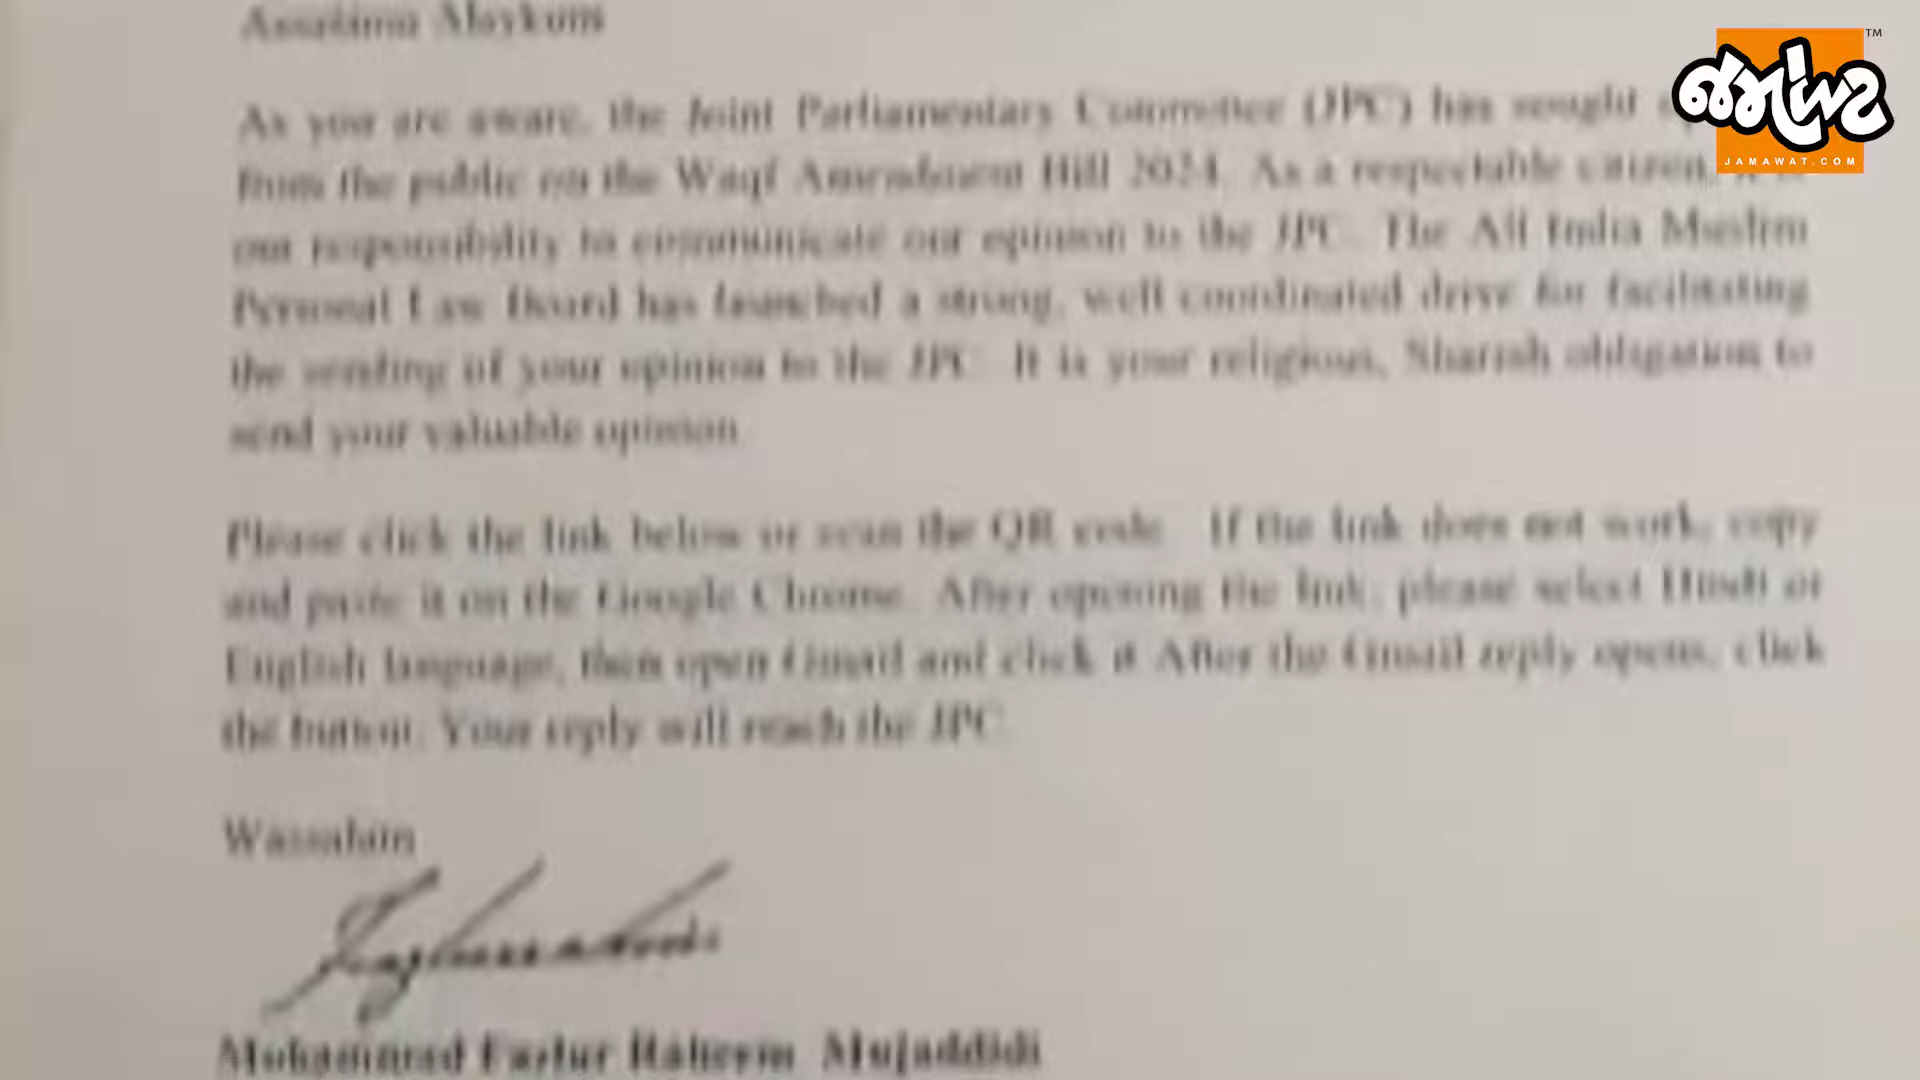 Assalamu Alaykum
As you are aware, the Joint Parliamentary Committee (JPC) has sought
from the public on the Waqf Amendment Bill 2024. As a respectable citizen, it is
our responsibility to communicate our opinion to the JPC. The All India Muslim
Personal Law Board has launched a strong, well coordinated drive for facilitating
the sending of your opinion to the JPC. It is your religious, Shariah obligation to
send your valuable opinion.
Please click the link below or scan the QR code. If the link does not work, copy
and paste it on the Google Chrome. After opening the link, please select Hindi or
English language, then open Gmail and click it After the Gmail reply opens, click
the button. Your reply will reach the JPC.
Wassalam
Mohammad Fazlur Raheem Mujaddidi
જમાવટ
TM
JAMAWAT.COM